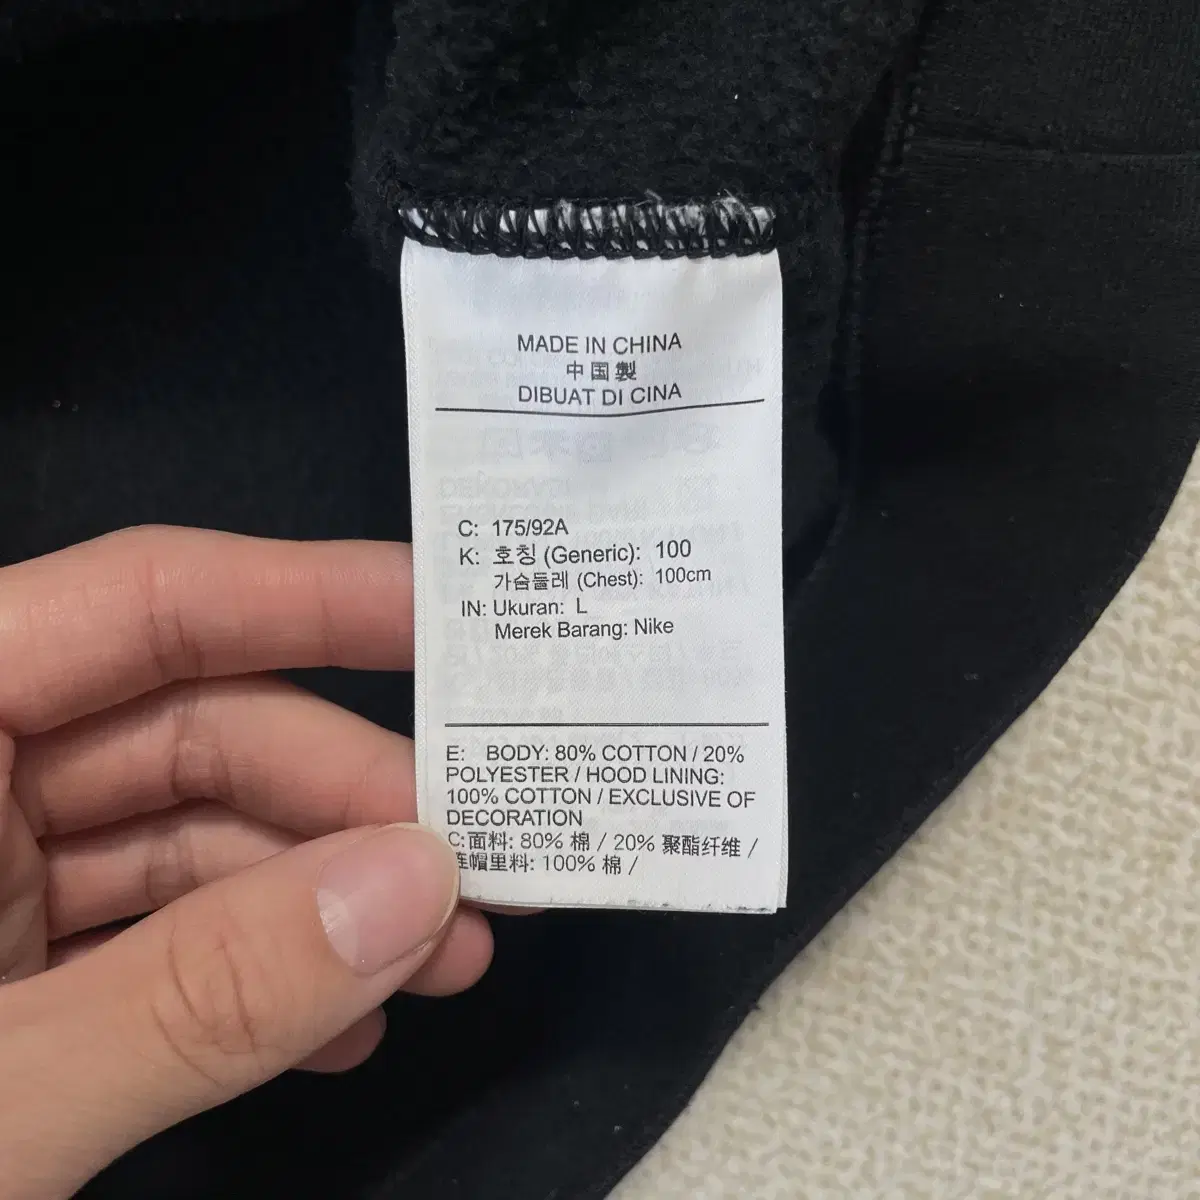 MADE IN CHINA
中国製
DIBUAT DI CINA
C: 175/92A
K: 호칭 (Generic): 100
가슴둘레 (Chest): 100cm
IN: Ukuran: L
Merek Barang: Nike
E: BODY: 80% COTTON / 20%
POLYESTER / HOOD LINING:
100% COTTON / EXCLUSIVE OF
DECORATION
C:面料: 80% 棉 / 20% 聚酯纤维 /
连帽里料: 100% 棉 /